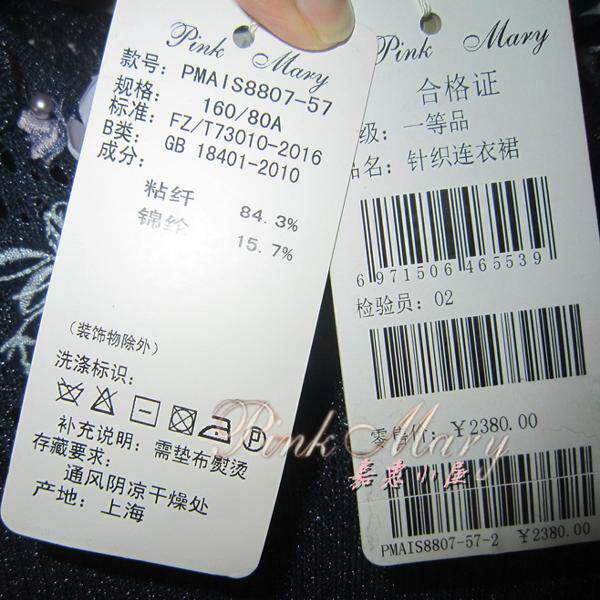 Pink Mary
款号: PMAIS8807-57
规格: 160/80A
标准: FZ/T73010-2016
B类: GB 18401-2010
成分:
粘纤 84.3%
锦纶 15.7%
(装饰物除外)
洗涤标识:
P
补充说明: 需垫布熨烫
存藏要求:
通风阴凉干燥处
产地: 上海
Pink Mary
合格证
级: 一等品
品名: 针织连衣裙
6971506465539
检验员: 02
零售价: ¥2380.00
PMAIS8807-57-2 ¥2380.00
Pink Mary